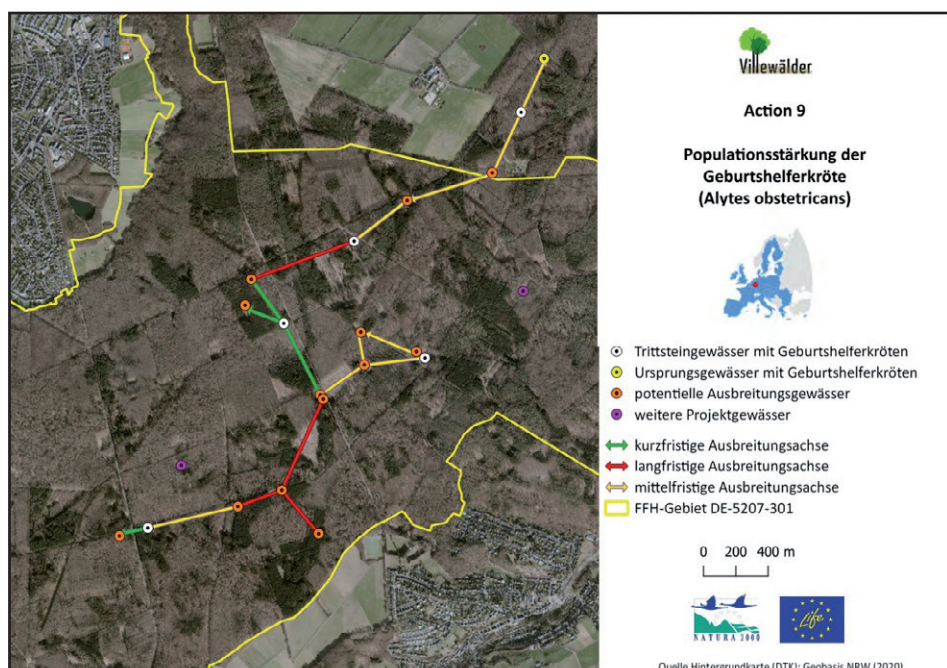 Villewälder
Action 9
Populationsstärkung der
Geburtshelferkröte
(Alytes obstetricans)
Trittsteingewässer mit Geburtshelferkröten
Ursprungsgewässer mit Geburtshelferkröten
potentielle Ausbreitungsgewässer
weitere Projektgewässer
kurzfristige Ausbreitungsachse
langfristige Ausbreitungsachse
mittelfristige Ausbreitungsachse
FFH-Gebiet DE-5207-301
0 200 400 m
NATURA 2000
Life
Quelle Hintergrundkarte (DTK): Geobasis NRW (2020)